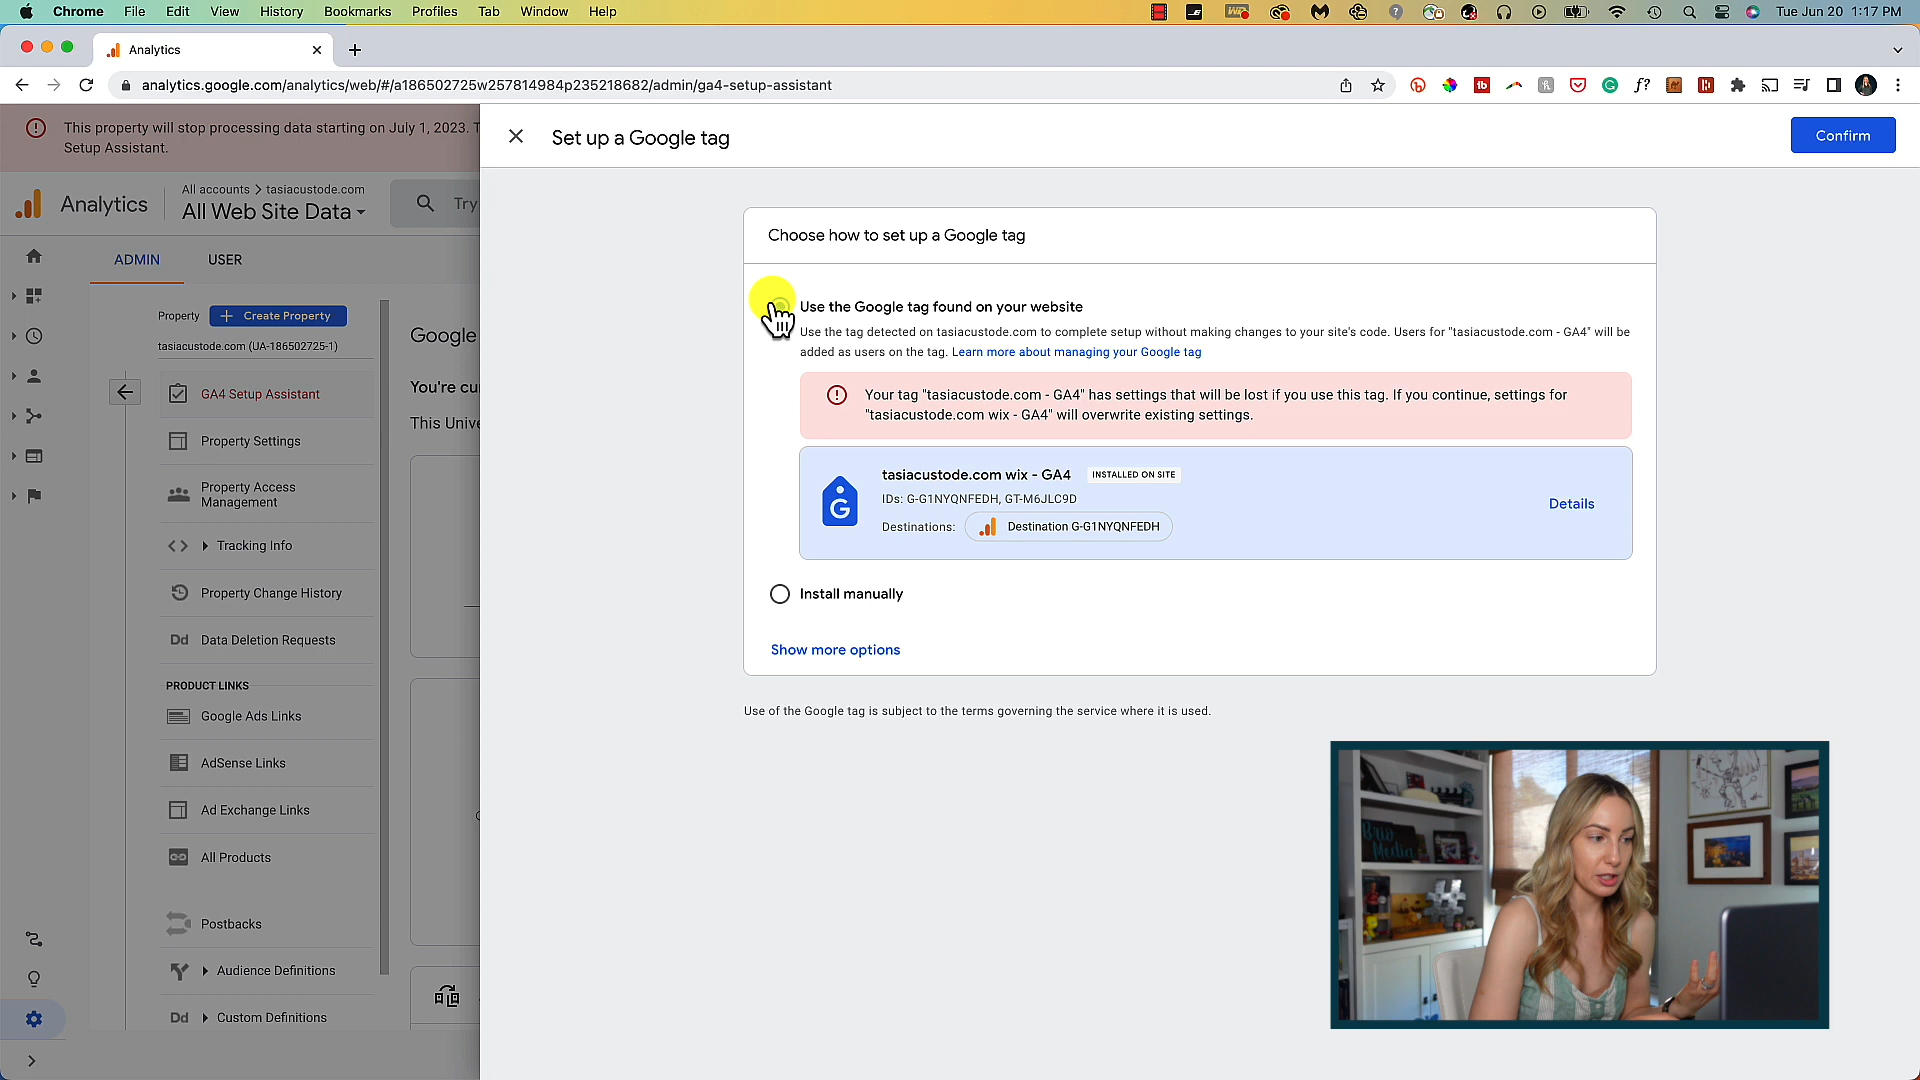 Chrome File Edit View History Bookmarks Profiles Tab Window Help
Tue Jun 20 1:17 PM
Analytics
analytics.google.com/analytics/web/#/a186502725w257814984p235218682/admin/ga4-setup-assistant
This property will stop processing data starting on July 1, 2023. T
Setup Assistant.
Analytics
All accounts > tasiacustode.com
All Web Site Data
Try
ADMIN
USER
Property
Create Property
tasiacustode.com (UA-186502725-1)
GA4 Setup Assistant
Property Settings
Property Access
Management
Tracking Info
Property Change History
Dd Data Deletion Requests
PRODUCT LINKS
Google Ads Links
AdSense Links
Ad Exchange Links
All Products
Postbacks
Audience Definitions
Dd Custom Definitions
Google
You're cu
This Unive
Set up a Google tag
Confirm
Choose how to set up a Google tag
Use the Google tag found on your website
Use the tag detected on tasiacustode.com to complete setup without making changes to your site's code. Users for "tasiacustode.com - GA4" will be
added as users on the tag. Learn more about managing your Google tag
Your tag "tasiacustode.com - GA4" has settings that will be lost if you use this tag. If you continue, settings for
"tasiacustode.com wix - GA4" will overwrite existing settings.
G
tasiacustode.com wix - GA4 INSTALLED ON SITE
IDs: G-G1NYQNFEDH, GT-M6JLC9D
Destinations: Destination G-G1NYQNFEDH
Details
Install manually
Show more options
Use of the Google tag is subject to the terms governing the service where it is used.
Brio
Media